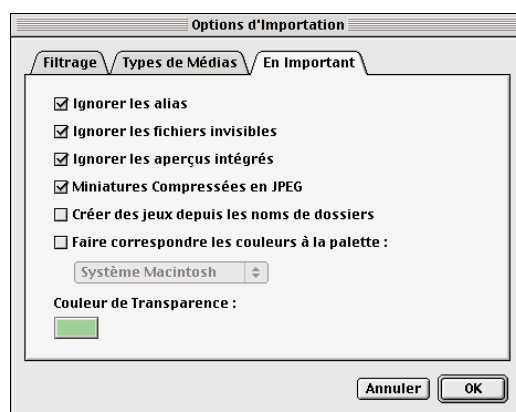 Options d'Importation
Filtrage
Types de Médias
En Important
Ignorer les alias
Ignorer les fichiers invisibles
Ignorer les aperçus intégrés
Miniatures Compressées en JPEG
Créer des jeux depuis les noms de dossiers
Faire correspondre les couleurs à la palette :
Système Macintosh
Couleur de Transparence :
Annuler
OK